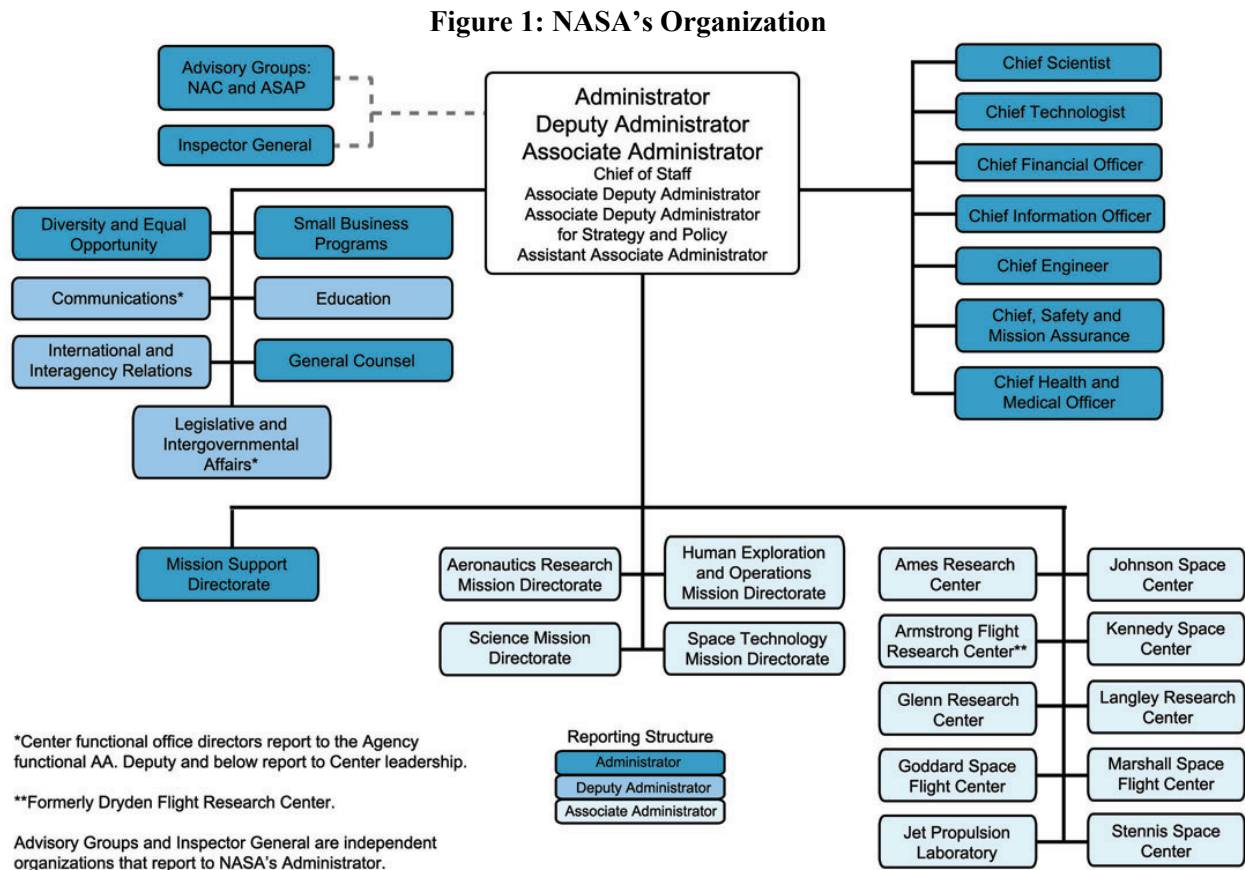 Figure 1: NASA’s Organization
Advisory Groups:
NAC and ASAP
Inspector General
Administrator
Deputy Administrator
Associate Administrator
Chief of Staff
Associate Deputy Administrator
Associate Deputy Administrator
for Strategy and Policy
Assistant Associate Administrator
Chief Scientist
Chief Technologist
Chief Financial Officer
Chief Information Officer
Chief Engineer
Chief, Safety and
Mission Assurance
Chief Health and
Medical Officer
Diversity and Equal
Opportunity
Small Business
Programs
Communications*
Education
International and
Interagency Relations
General Counsel
Legislative and
Intergovernmental
Affairs*
Mission Support
Directorate
Aeronautics Research
Mission Directorate
Human Exploration
and Operations
Mission Directorate
Science Mission
Directorate
Space Technology
Mission Directorate
Ames Research
Center
Johnson Space
Center
Armstrong Flight
Research Center**
Kennedy Space
Center
Glenn Research
Center
Langley Research
Center
Goddard Space
Flight Center
Marshall Space
Flight Center
Jet Propulsion
Laboratory
Stennis Space
Center
*Center functional office directors report to the Agency
functional AA. Deputy and below report to Center leadership.
**Formerly Dryden Flight Research Center.
Advisory Groups and Inspector General are independent
organizations that report to NASA’s Administrator.
Reporting Structure
Administrator
Deputy Administrator
Associate Administrator